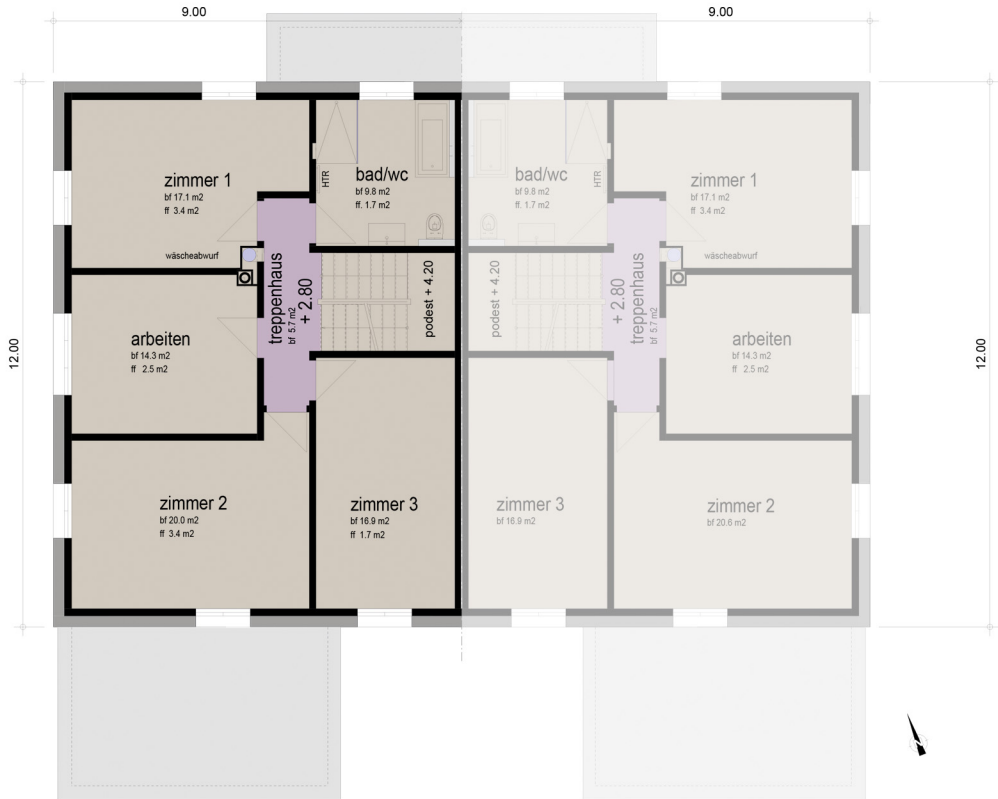 9.00
9.00
12.00
12.00
zimmer 1
bf 17.1 m2
ff 3.4 m2
wäscheabwurf
HTR
bad/wc
bf 9.8 m2
ff. 1.7 m2
treppenhaus
+ 2.80
bf 5.7 m2
podest + 4.20
arbeiten
bf 14.3 m2
ff 2.5 m2
zimmer 2
bf 20.0 m2
ff 3.4 m2
zimmer 3
bf 16.9 m2
ff 1.7 m2
bad/wc
bf 9.8 m2
ff. 1.7 m2
HTR
zimmer 1
bf 17.1 m2
ff 3.4 m2
wäscheabwurf
podest + 4.20
+ 2.80
treppenhaus
bf 5.7 m2
arbeiten
bf 14.3 m2
ff 2.5 m2
zimmer 3
bf 16.9 m2
zimmer 2
bf 20.6 m2